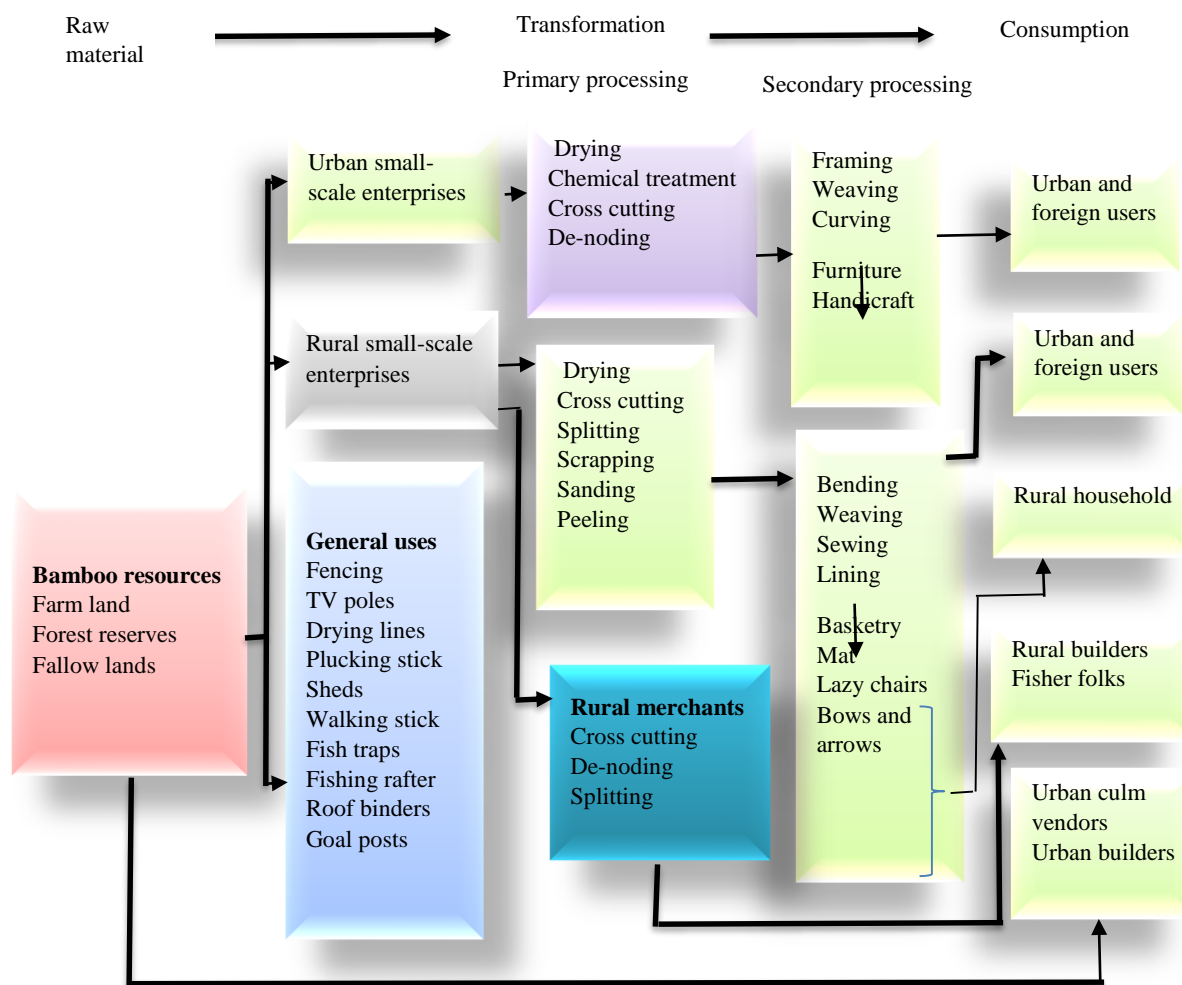 Raw
material
Transformation
Consumption
Primary processing
Secondary processing
Urban small-
scale enterprises
Drying
Chemical treatment
Cross cutting
De-noding
Framing
Weaving
Curving
Furniture
Handicraft
Urban and
foreign users
Rural small-scale
enterprises
Drying
Cross cutting
Splitting
Scrapping
Sanding
Peeling
Urban and
foreign users
Bending
Weaving
Sewing
Lining
Basketry
Mat
Lazy chairs
Bows and
arrows
Rural household
Bamboo resources
Farm land
Forest reserves
Fallow lands
General uses
Fencing
TV poles
Drying lines
Plucking stick
Sheds
Walking stick
Fish traps
Fishing rafter
Roof binders
Goal posts
Rural merchants
Cross cutting
De-noding
Splitting
Rural builders
Fisher folks
Urban culm
vendors
Urban builders